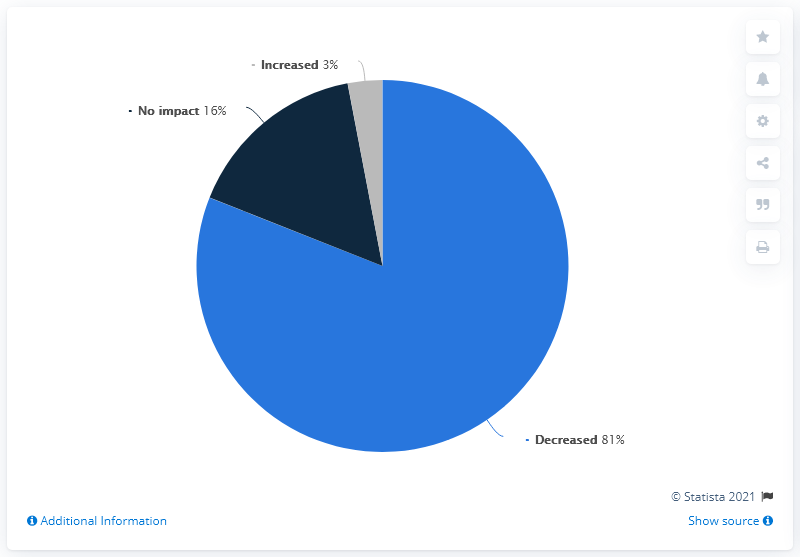 Increased 3%
No impact 16%
Decreased 81%
© Statista 2021
Additional Information
Show source